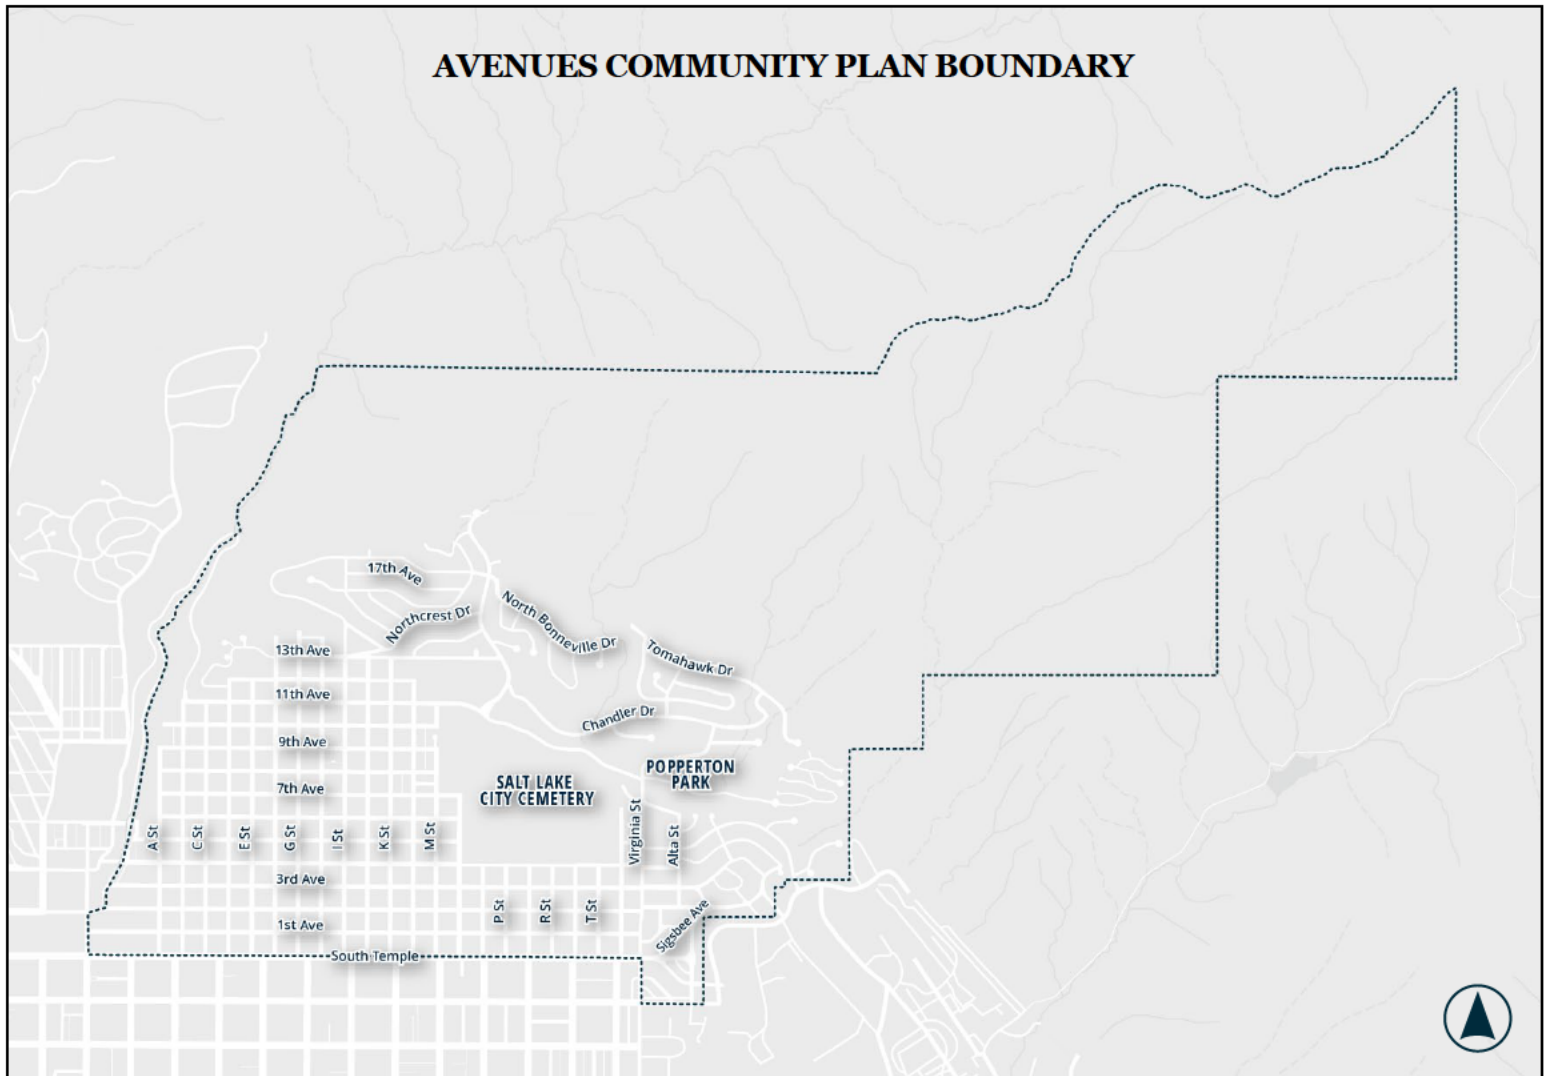 AVENUES COMMUNITY PLAN BOUNDARY
17th Ave
Northcrest Dr
North Bonneville Dr
Tomahawk Dr
13th Ave
11th Ave
Chandler Dr
9th Ave
7th Ave
SALT LAKE
CITY CEMETERY
POPPERTON
PARK
A St
C St
E St
G St
I St
K St
M St
Virginia St
Alta St
3rd Ave
1st Ave
P St
R St
T St
Sigsbee Ave
South Temple